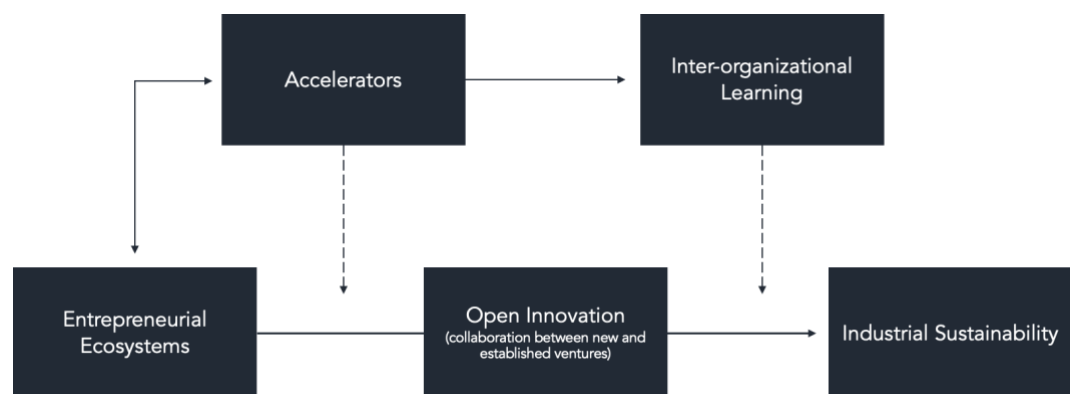 Accelerators
Inter-organizational
Learning
Entrepreneurial
Ecosystems
Open Innovation
(collaboration between new and
established ventures)
Industrial Sustainability